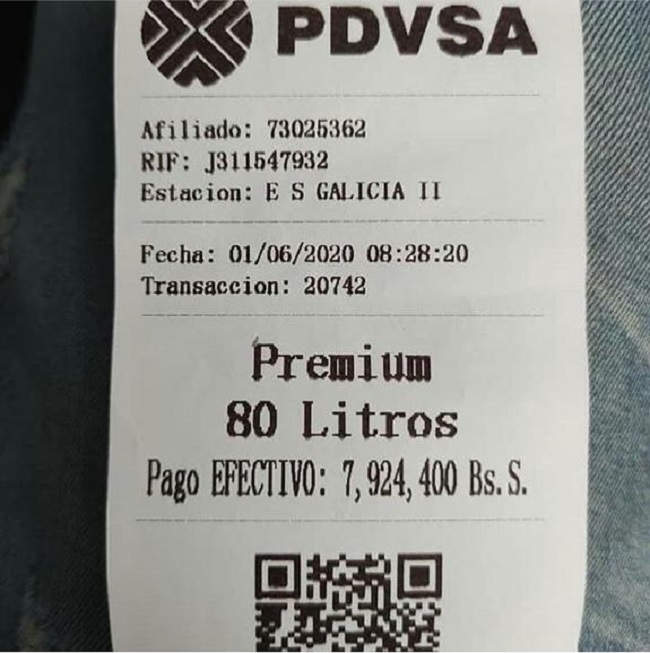 PDVSA
Afiliado: 73025362
RIF: J311547932
Estacion: E S GALICIA II
Fecha: 01/06/2020 08:28:20
Transaccion: 20742
Premium
80 Litros
Pago EFECTIVO: 7,924,400 Bs.S.